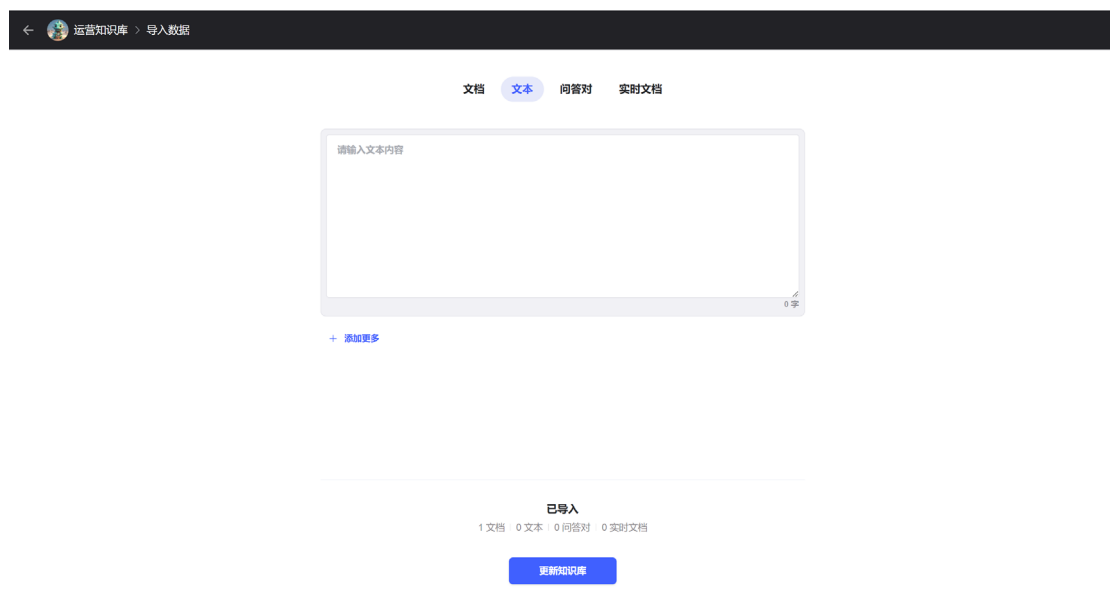 运营知识库 > 导入数据
文档 文本 问答对 实时文档
请输入文本内容
0 字
+ 添加更多
已导入
1 文档 | 0 文本 | 0 问答对 | 0 实时文档
更新知识库